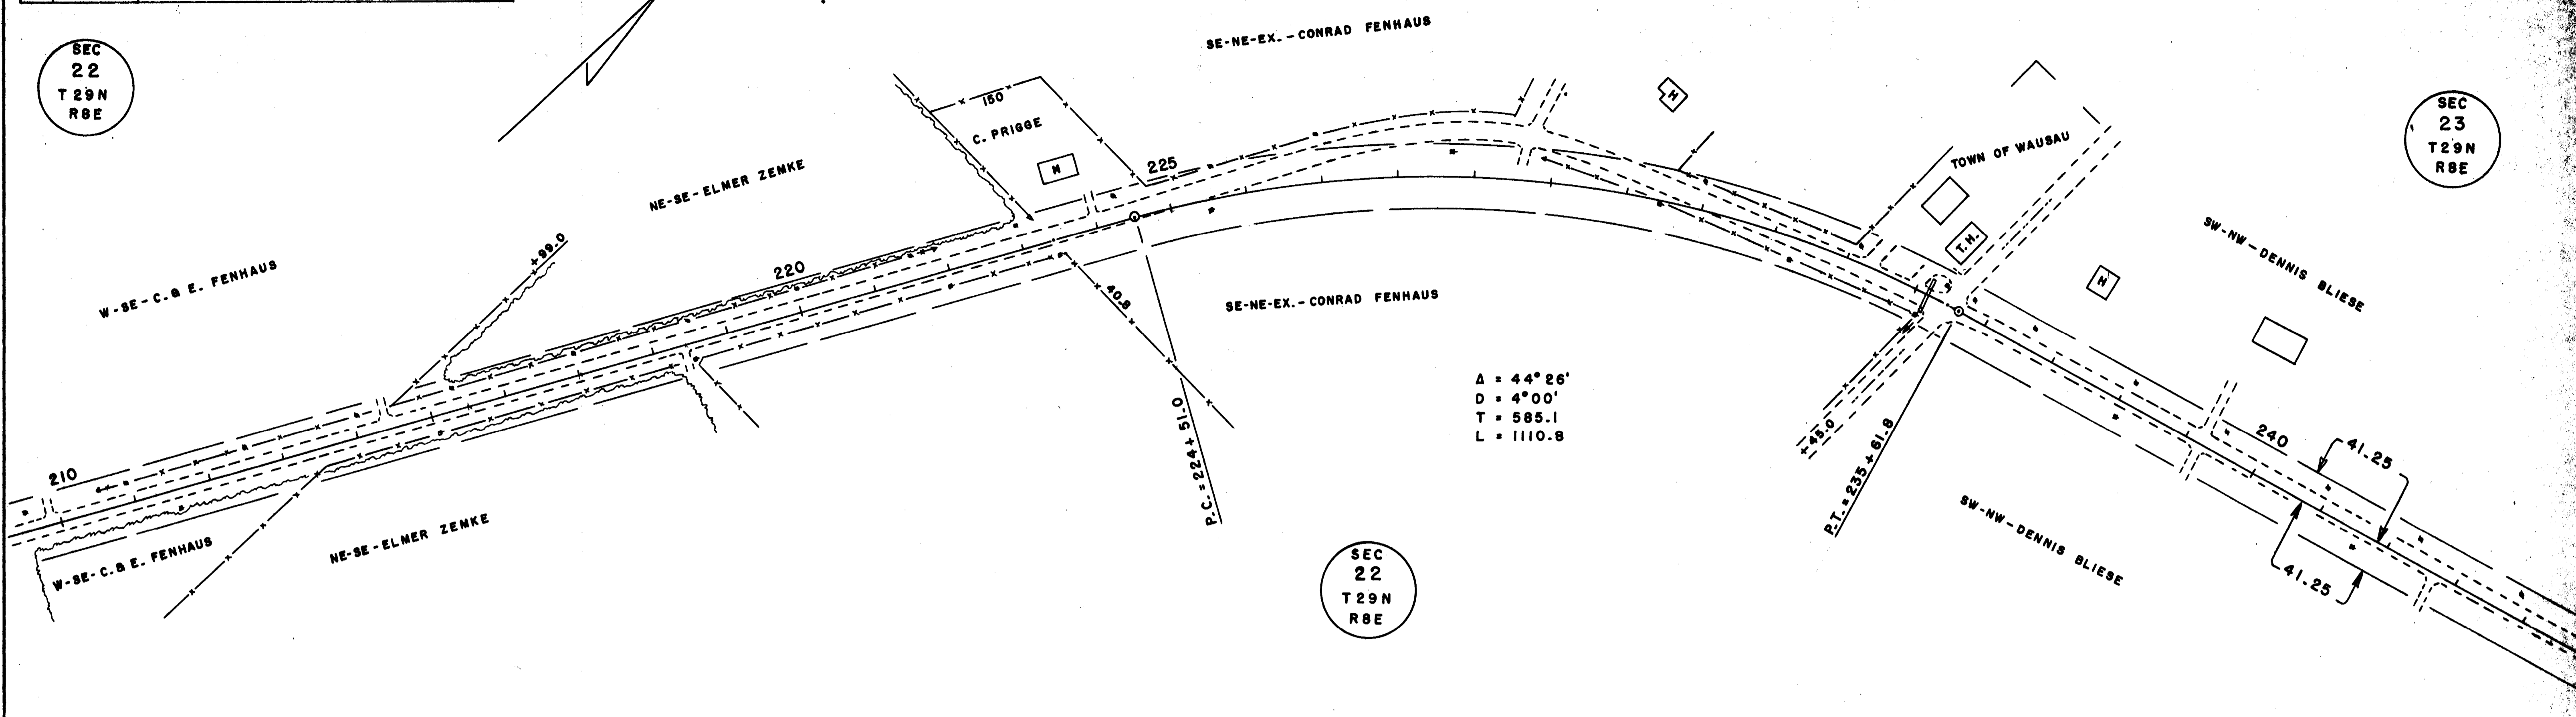 SEC
22
T 29N
R8E
SE-NE-EX.-CONRAD FENHAUS
SEC
23
T 29N
R8E
150
C. PRIGGE
H
H
225
TOWN OF WAUSAU
T.H.
NE-SE-ELMER ZEMKE
+99.0
220
W-SE-C.& E. FENHAUS
40.8
SE-NE-EX.-CONRAD FENHAUS
SW-NW-DENNIS BLIESE
H
Δ = 44°26'
D = 4°00'
T = 585.1
L = 1110.8
P.C. = 224 + 51.0
+45.0
P.T. = 235 + 61.8
240
41.25
41.25
210
NE-SE-ELMER ZEMKE
W-SE-C.& E. FENHAUS
SW-NW-DENNIS BLIESE
SEC
22
T 29N
R8E